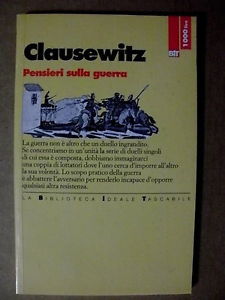 Clausewitz
Pensieri sulla guerra
BIT
1000 lire
La guerra non è altro che un duello ingrandito.
Se concentriamo in un'unità la serie di duelli singoli
di cui essa è composta, dobbiamo immaginarci
una coppia di lottatori dove l'uno cerca d'imporre all'altro
la sua volontà. Lo scopo pratico della guerra
è abbattere l'avversario per renderlo incapace d'opporre
qualsiasi altra resistenza.
LA BIBLIOTECA IDEALE TASCABILE